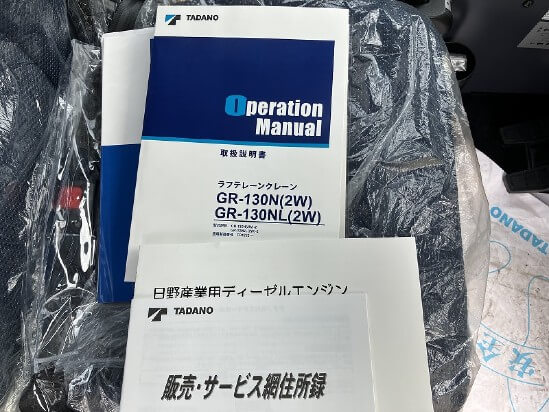 TADANO
Operation
Manual
取扱説明書
ラフテレーンクレーン
GR-130N(2W)
GR-130NL(2W)
日野産業用ディーゼルエンジン
TADANO
販売・サービス網住所録
TADANO